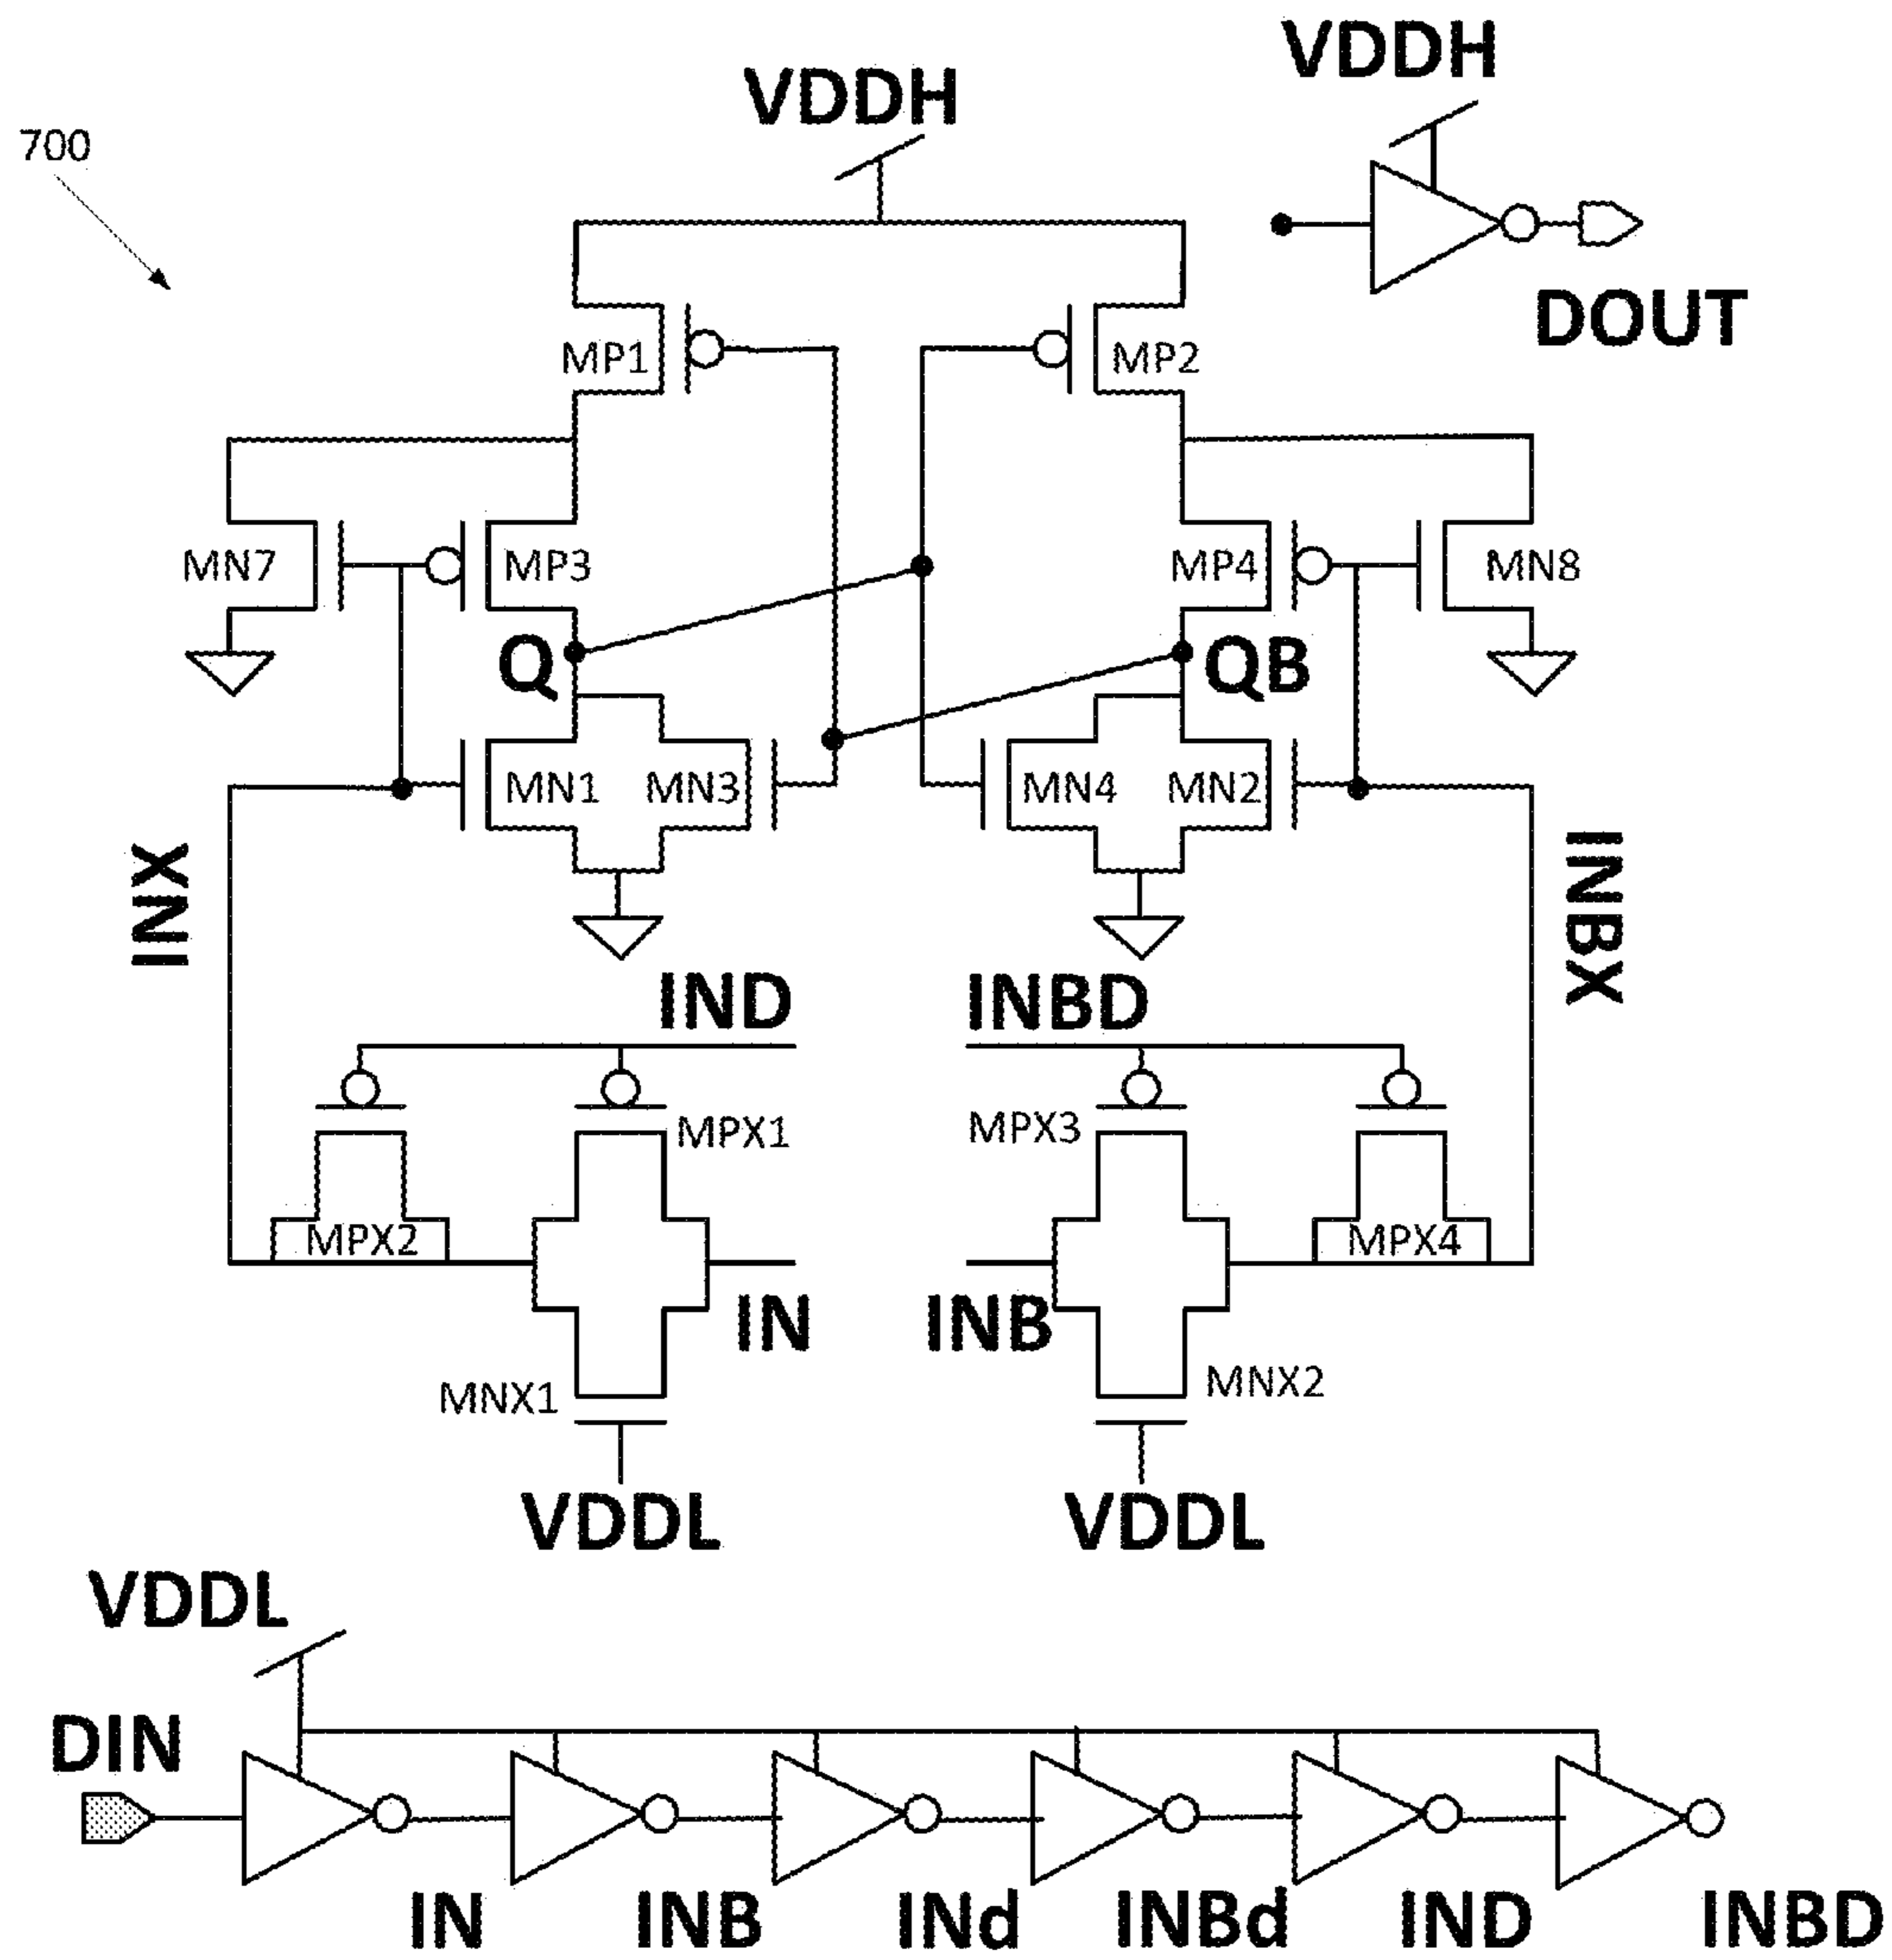 VDDH
VDDH
700
DOUT
MP1
MP2
MN7
MP3
MP4
MN8
Q
QB
MN1
MN3
MN4
MN2
INX
INBX
IND
INBD
MPX1
MPX3
MPX2
MPX4
IN
INB
MNX1
MNX2
VDDL
VDDL
VDDL
DIN
IN
INB
INd
INBd
IND
INBD